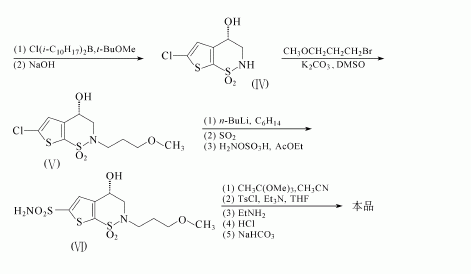 OH
(1) Cl(i-C10H17)2B,t-BuOMe
(2) NaOH
Cl
S
S
O2
NH
(Ⅳ)
CH3OCH2CH2CH2Br
K2CO3, DMSO
OH
Cl
S
S
O2
N
O
CH3
(Ⅴ)
(1) n-BuLi, C6H14
(2) SO2
(3) H2NOSO3H, AcOEt
OH
H2NO2S
S
S
O2
N
O
CH3
(Ⅵ)
(1) CH3C(OMe)3,CH3CN
(2) TsCl, Et3N, THF
(3) EtNH2
(4) HCl
(5) NaHCO3
本品